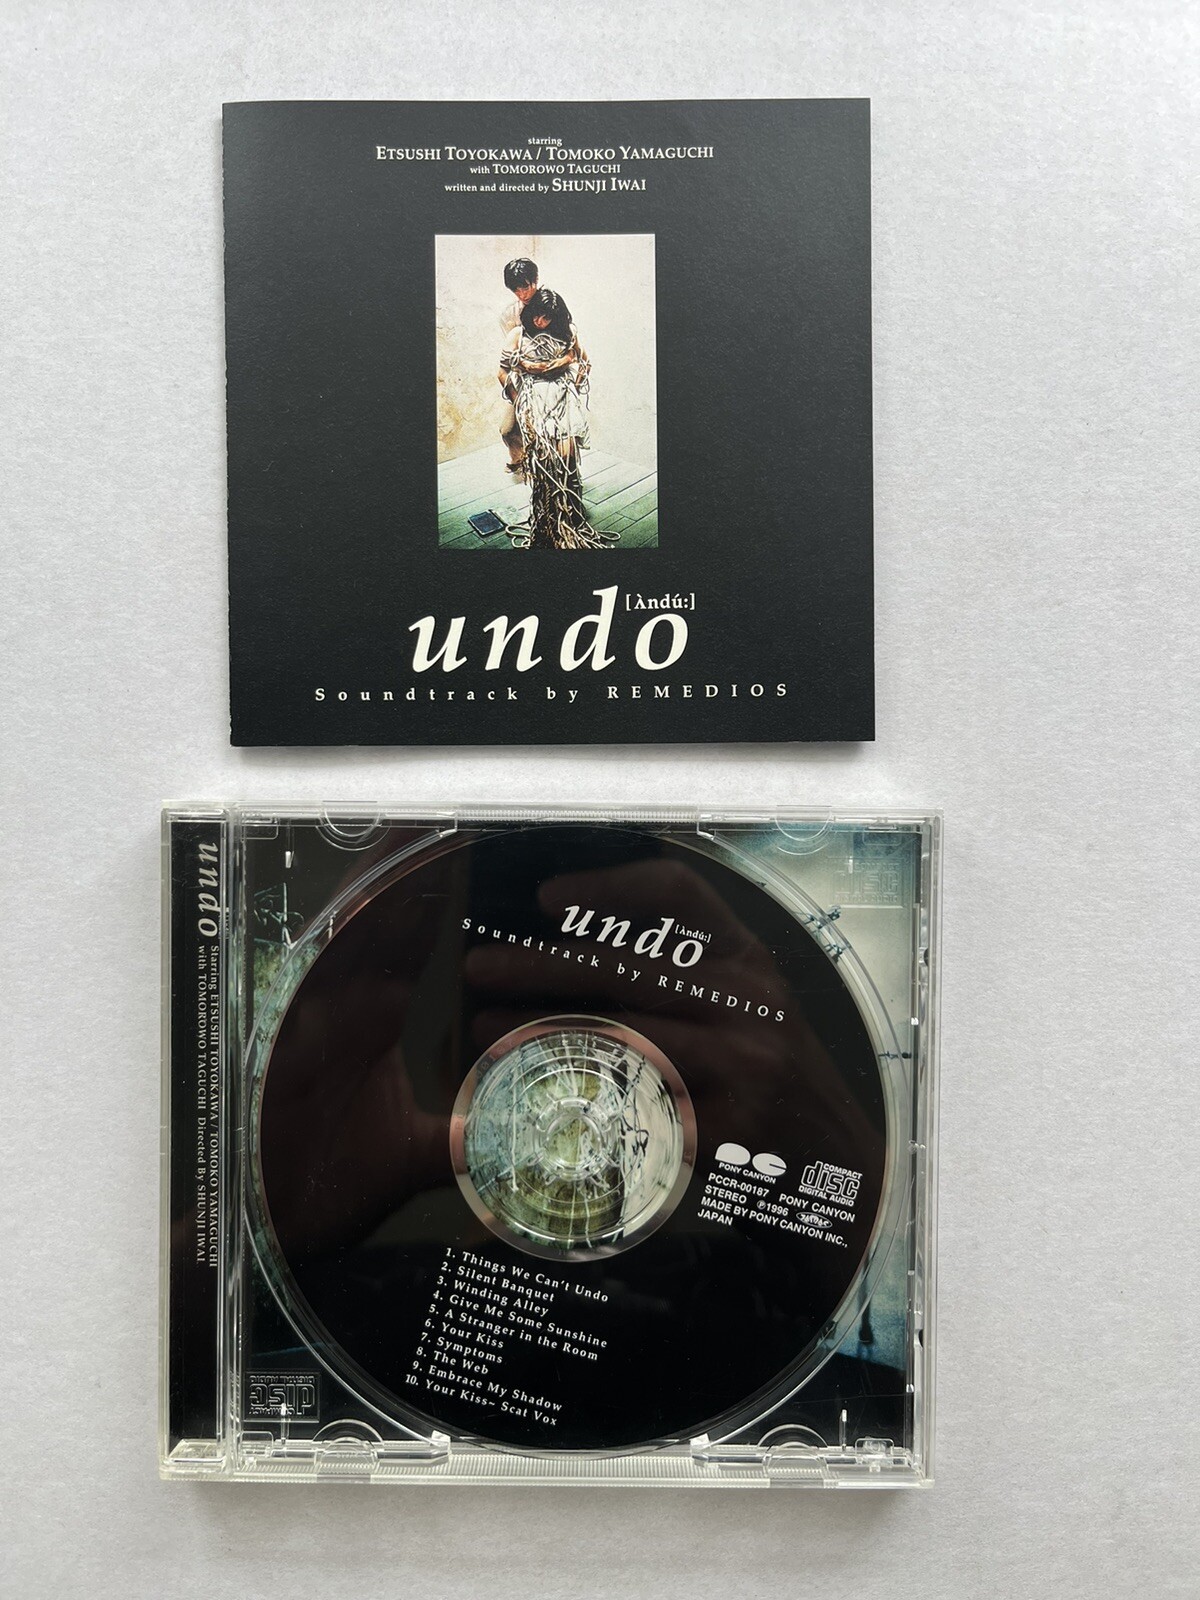 starring
ETSUSHI TOYOKAWA / TOMOKO YAMAGUCHI
with TOMOROWO TAGUCHI
written and directed by SHUNJI IWAI
[Àndú:]
undo
Soundtrack by REMEDIOS
undo
Starring ETSUSHI TOYOKAWA / TOMOKO YAMAGUCHI
with TOMOROWO TAGUCHI Directed By SHUNJI IWAI
undo
[Àndú:]
Soundtrack by REMEDIOS
PONY CANYON
COMPACT
disc
DIGITAL AUDIO
PCCR-00187 PONY CANYON
STEREO ℗1996
MADE BY PONY CANYON INC.,
JAPAN
1. Things We Can't Undo
2. Silent Banquet
3. Winding Alley
4. Give Me Some Sunshine
5. A Stranger in the Room
6. Your Kiss
7. Symptoms
8. The Web
9. Embrace My Shadow
10. Your Kiss~ Scat Vox
COMPACT
disc
DIGITAL AUDIO